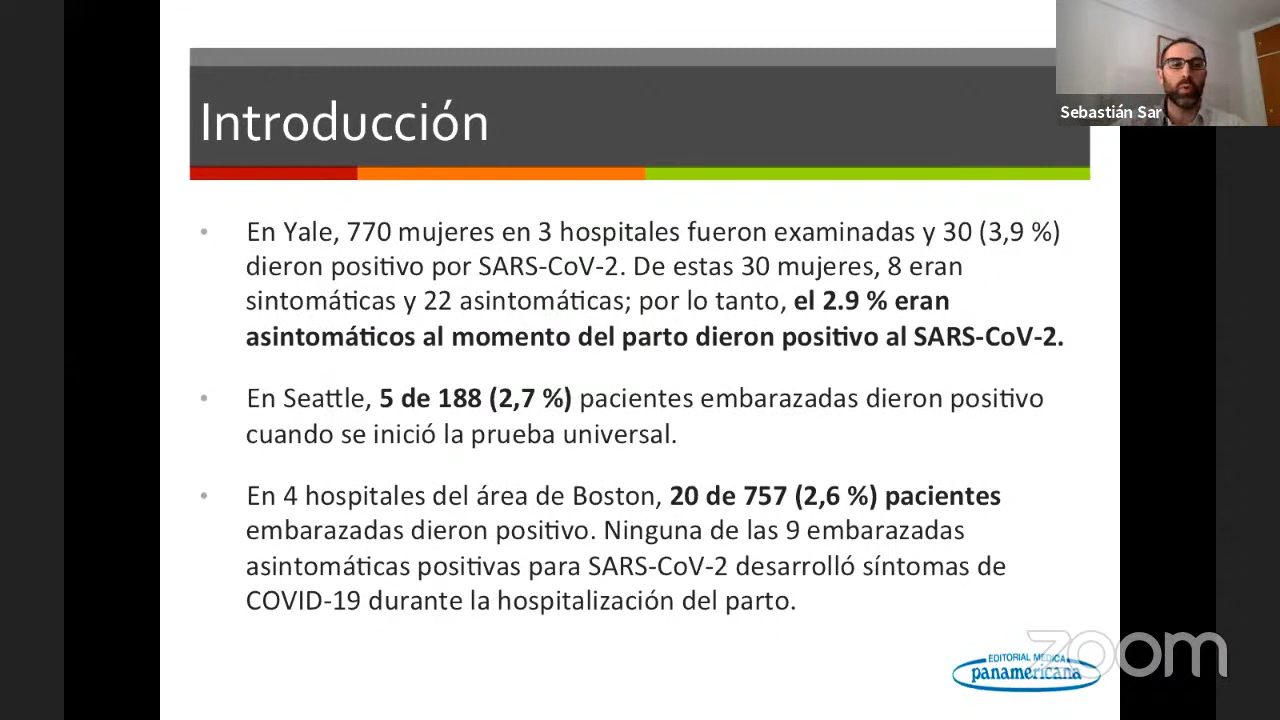 Introducción
Sebastián Sar
En Yale, 770 mujeres en 3 hospitales fueron examinadas y 30 (3,9 %)
dieron positivo por SARS-CoV-2. De estas 30 mujeres, 8 eran
sintomáticas y 22 asintomáticas; por lo tanto, el 2.9 % eran
asintomáticos al momento del parto dieron positivo al SARS-CoV-2.
En Seattle, 5 de 188 (2,7 %) pacientes embarazadas dieron positivo
cuando se inició la prueba universal.
En 4 hospitales del área de Boston, 20 de 757 (2,6 %) pacientes
embarazadas dieron positivo. Ninguna de las 9 embarazadas
asintomáticas positivas para SARS-CoV-2 desarrolló síntomas de
COVID-19 durante la hospitalización del parto.
zoom
EDITORIAL MEDICA
panamericana